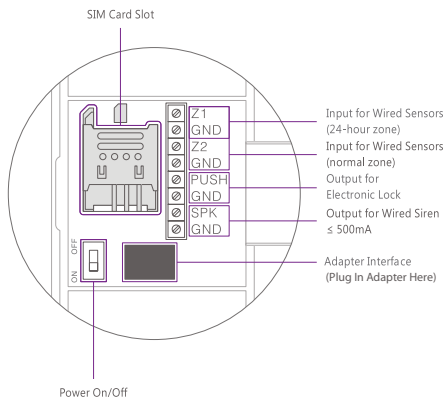 SIM Card Slot
Z1
GND
Z2
GND
PUSH
GND
SPK
GND
Input for Wired Sensors
(24-hour zone)
Input for Wired Sensors
(normal zone)
Output for
Electronic Lock
Output for Wired Siren
≤ 500mA
Adapter Interface
(Plug In Adapter Here)
OFF
ON
Power On/Off